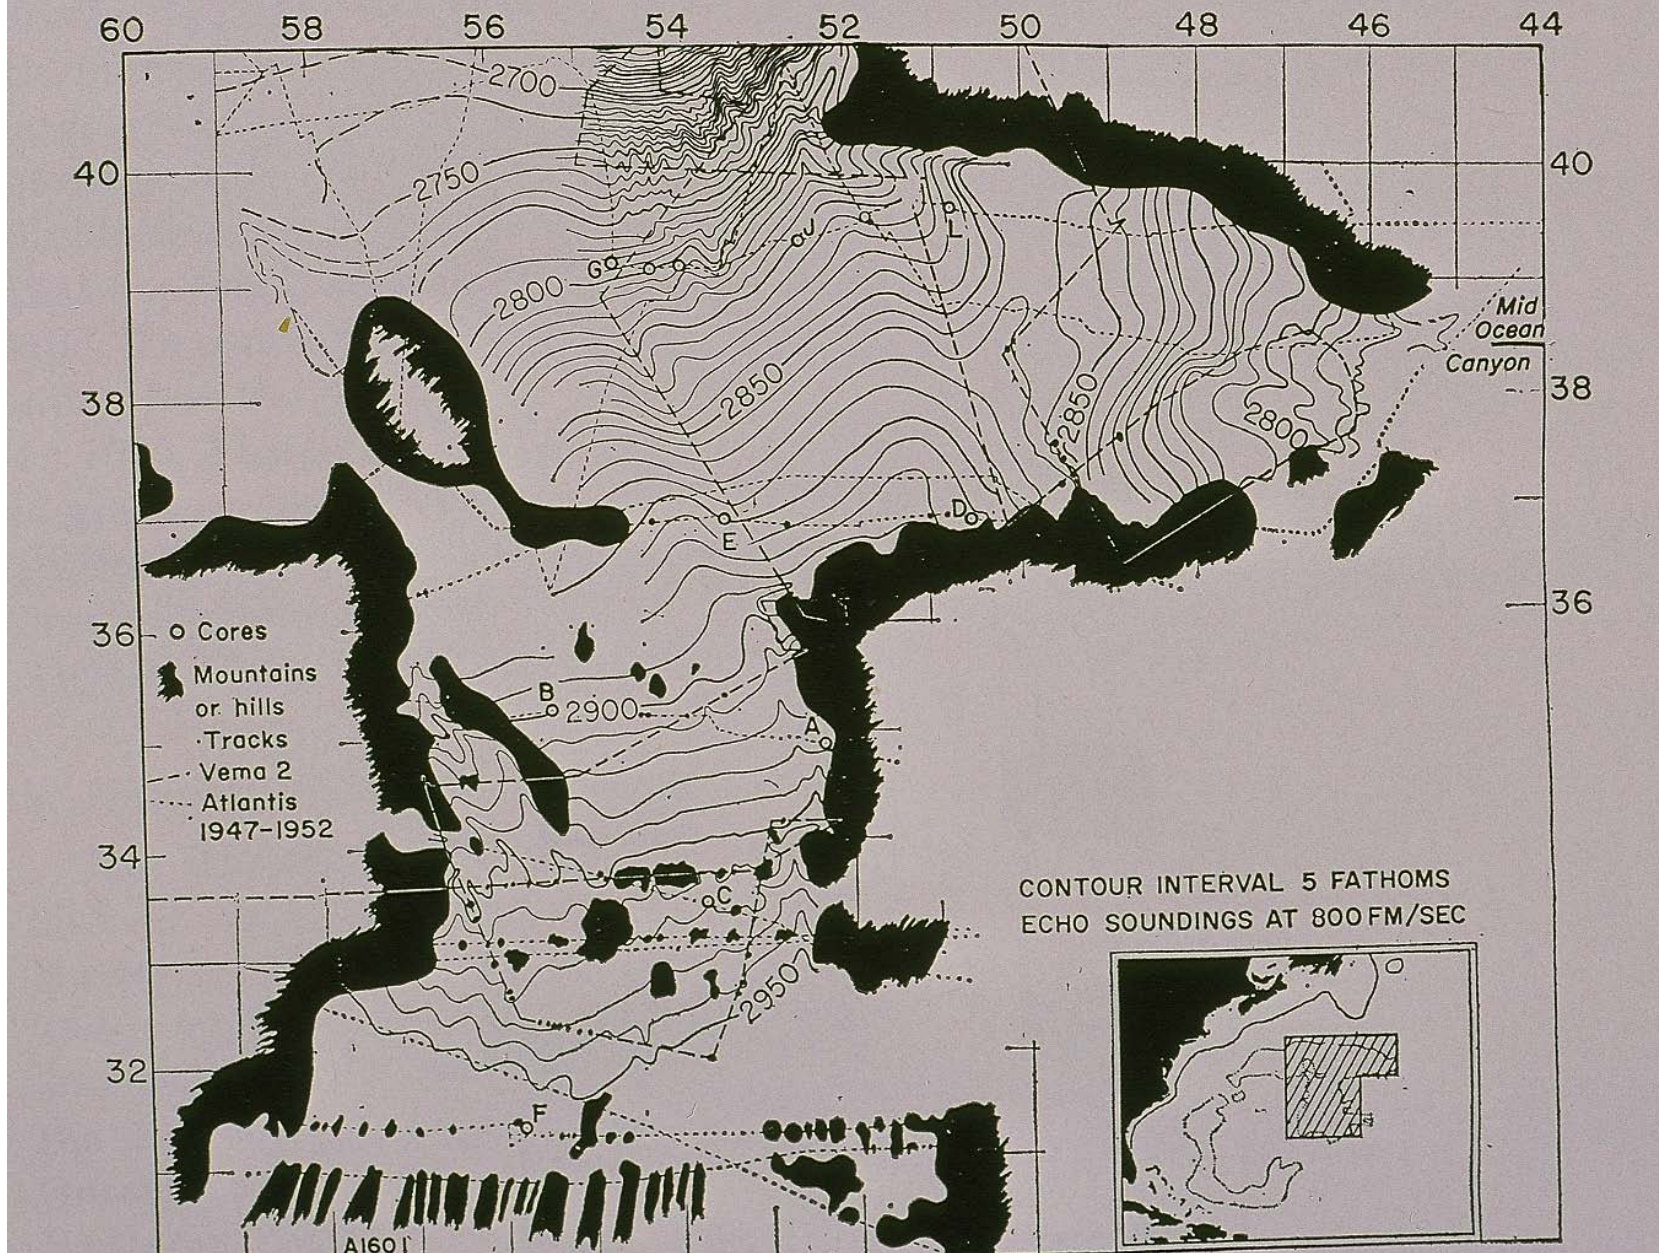 60 58 56 54 52 50 48 46 44
2700
40 2750 40
L
J
G
2800
Mid
Ocean
Canyon
38 2850 2850 2800 38
D
E
36 36
Cores
Mountains
or hills
Tracks
Vema 2
Atlantis
1947-1952
B 2900
A
34
C
CONTOUR INTERVAL 5 FATHOMS
ECHO SOUNDINGS AT 800 FM/SEC
2950
32
F
A160